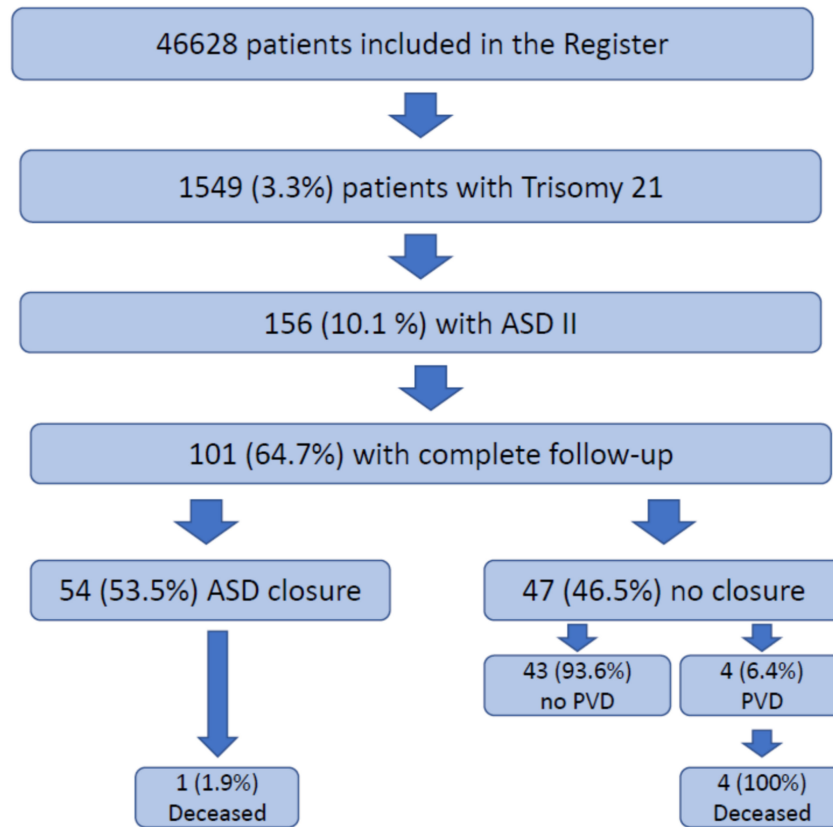 46628 patients included in the Register
1549 (3.3%) patients with Trisomy 21
156 (10.1 %) with ASD II
101 (64.7%) with complete follow-up
54 (53.5%) ASD closure
47 (46.5%) no closure
43 (93.6%)
no PVD
4 (6.4%)
PVD
1 (1.9%)
Deceased
4 (100%)
Deceased